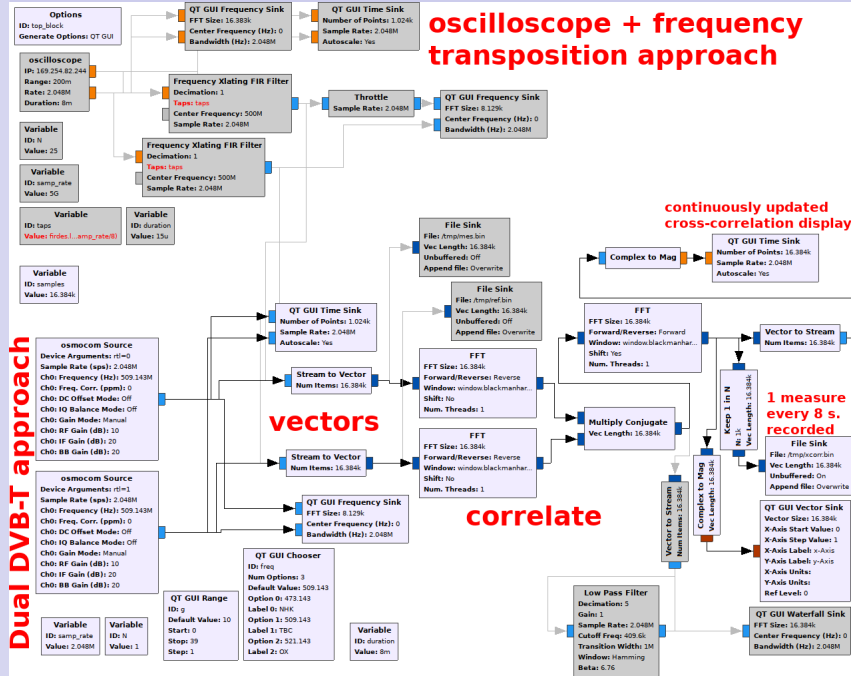 oscilloscope + frequency
transposition approach
Options
ID: top_block
Generate Options: QT GUI
QT GUI Frequency Sink
FFT Size: 16.383k
Center Frequency (Hz): 0
Bandwidth (Hz): 2.048M
QT GUI Time Sink
Number of Points: 1.024k
Sample Rate: 2.048M
Autoscale: Yes
oscilloscope
IP: 169.254.82.244
Range: 200m
Rate: 2.048M
Duration: 8m
Frequency Xlating FIR Filter
Decimation: 1
Taps: taps
Center Frequency: 500M
Sample Rate: 2.048M
Throttle
Sample Rate: 2.048M
QT GUI Frequency Sink
FFT Size: 8.129k
Center Frequency (Hz): 0
Bandwidth (Hz): 2.048M
Variable
ID: N
Value: 25
Frequency Xlating FIR Filter
Decimation: 1
Taps: taps
Center Frequency: 500M
Sample Rate: 2.048M
Variable
ID: samp_rate
Value: 5G
Variable
ID: taps
Value: firdes.l...amp_rate/8)
Variable
ID: duration
Value: 15u
Variable
ID: samples
Value: 16.384k
File Sink
File: /tmp/mes.bin
Vec Length: 16.384k
Unbuffered: Off
Append file: Overwrite
File Sink
File: /tmp/ref.bin
Vec Length: 16.384k
Unbuffered: Off
Append file: Overwrite
continuously updated
cross-correlation display
Complex to Mag
QT GUI Time Sink
Number of Points: 16.384k
Sample Rate: 2.048M
Autoscale: Yes
Dual DVB-T approach
osmocom Source
Device Arguments: rtl=0
Sample Rate (sps): 2.048M
Ch0: Frequency (Hz): 509.143M
Ch0: Freq. Corr. (ppm): 0
Ch0: DC Offset Mode: Off
Ch0: IQ Balance Mode: Off
Ch0: Gain Mode: Manual
Ch0: RF Gain (dB): 10
Ch0: IF Gain (dB): 20
Ch0: BB Gain (dB): 20
osmocom Source
Device Arguments: rtl=1
Sample Rate (sps): 2.048M
Ch0: Frequency (Hz): 509.143M
Ch0: Freq. Corr. (ppm): 0
Ch0: DC Offset Mode: Off
Ch0: IQ Balance Mode: Off
Ch0: Gain Mode: Manual
Ch0: RF Gain (dB): 10
Ch0: IF Gain (dB): 20
Ch0: BB Gain (dB): 20
QT GUI Time Sink
Number of Points: 1.024k
Sample Rate: 2.048M
Autoscale: Yes
Stream to Vector
Num Items: 16.384k
vectors
Stream to Vector
Num Items: 16.384k
QT GUI Frequency Sink
FFT Size: 8.129k
Center Frequency (Hz): 0
Bandwidth (Hz): 2.048M
FFT
FFT Size: 16.384k
Forward/Reverse: Reverse
Window: window.blackmanhar...
Shift: No
Num. Threads: 1
FFT
FFT Size: 16.384k
Forward/Reverse: Reverse
Window: window.blackmanhar...
Shift: No
Num. Threads: 1
correlate
Multiply Conjugate
Vec Length: 16.384k
FFT
FFT Size: 16.384k
Forward/Reverse: Forward
Window: window.blackmanhar...
Shift: Yes
Num. Threads: 1
Vector to Stream
Num Items: 16.384k
Keep 1 in N
N: 1k
Vec Length: 16.384k
1 measure
every 8 s.
recorded
File Sink
File: /tmp/xcorr.bin
Vec Length: 16.384k
Unbuffered: On
Append file: Overwrite
Complex to Mag
Vec Length: 16.384k
Vector to Stream
Num Items: 16.384k
QT GUI Vector Sink
Vector Size: 16.384k
X-Axis Start Value: 0
X-Axis Step Value: 1
X-Axis Label: x-Axis
Y-Axis Label: y-Axis
X-Axis Units:
Y-Axis Units:
Ref Level: 0
Low Pass Filter
Decimation: 5
Gain: 1
Sample Rate: 2.048M
Cutoff Freq: 409.6k
Transition Width: 1M
Window: Hamming
Beta: 6.76
QT GUI Waterfall Sink
FFT Size: 16.384k
Center Frequency (Hz): 0
Bandwidth (Hz): 2.048M
Variable
ID: samp_rate
Value: 2.048M
Variable
ID: N
Value: 1
QT GUI Range
ID: g
Default Value: 10
Start: 0
Stop: 39
Step: 1
QT GUI Chooser
ID: freq
Num Options: 3
Default Value: 509.143
Option 0: 473.143
Label 0: NHK
Option 1: 509.143
Label 1: TBC
Option 2: 521.143
Label 2: OX
Variable
ID: duration
Value: 8m